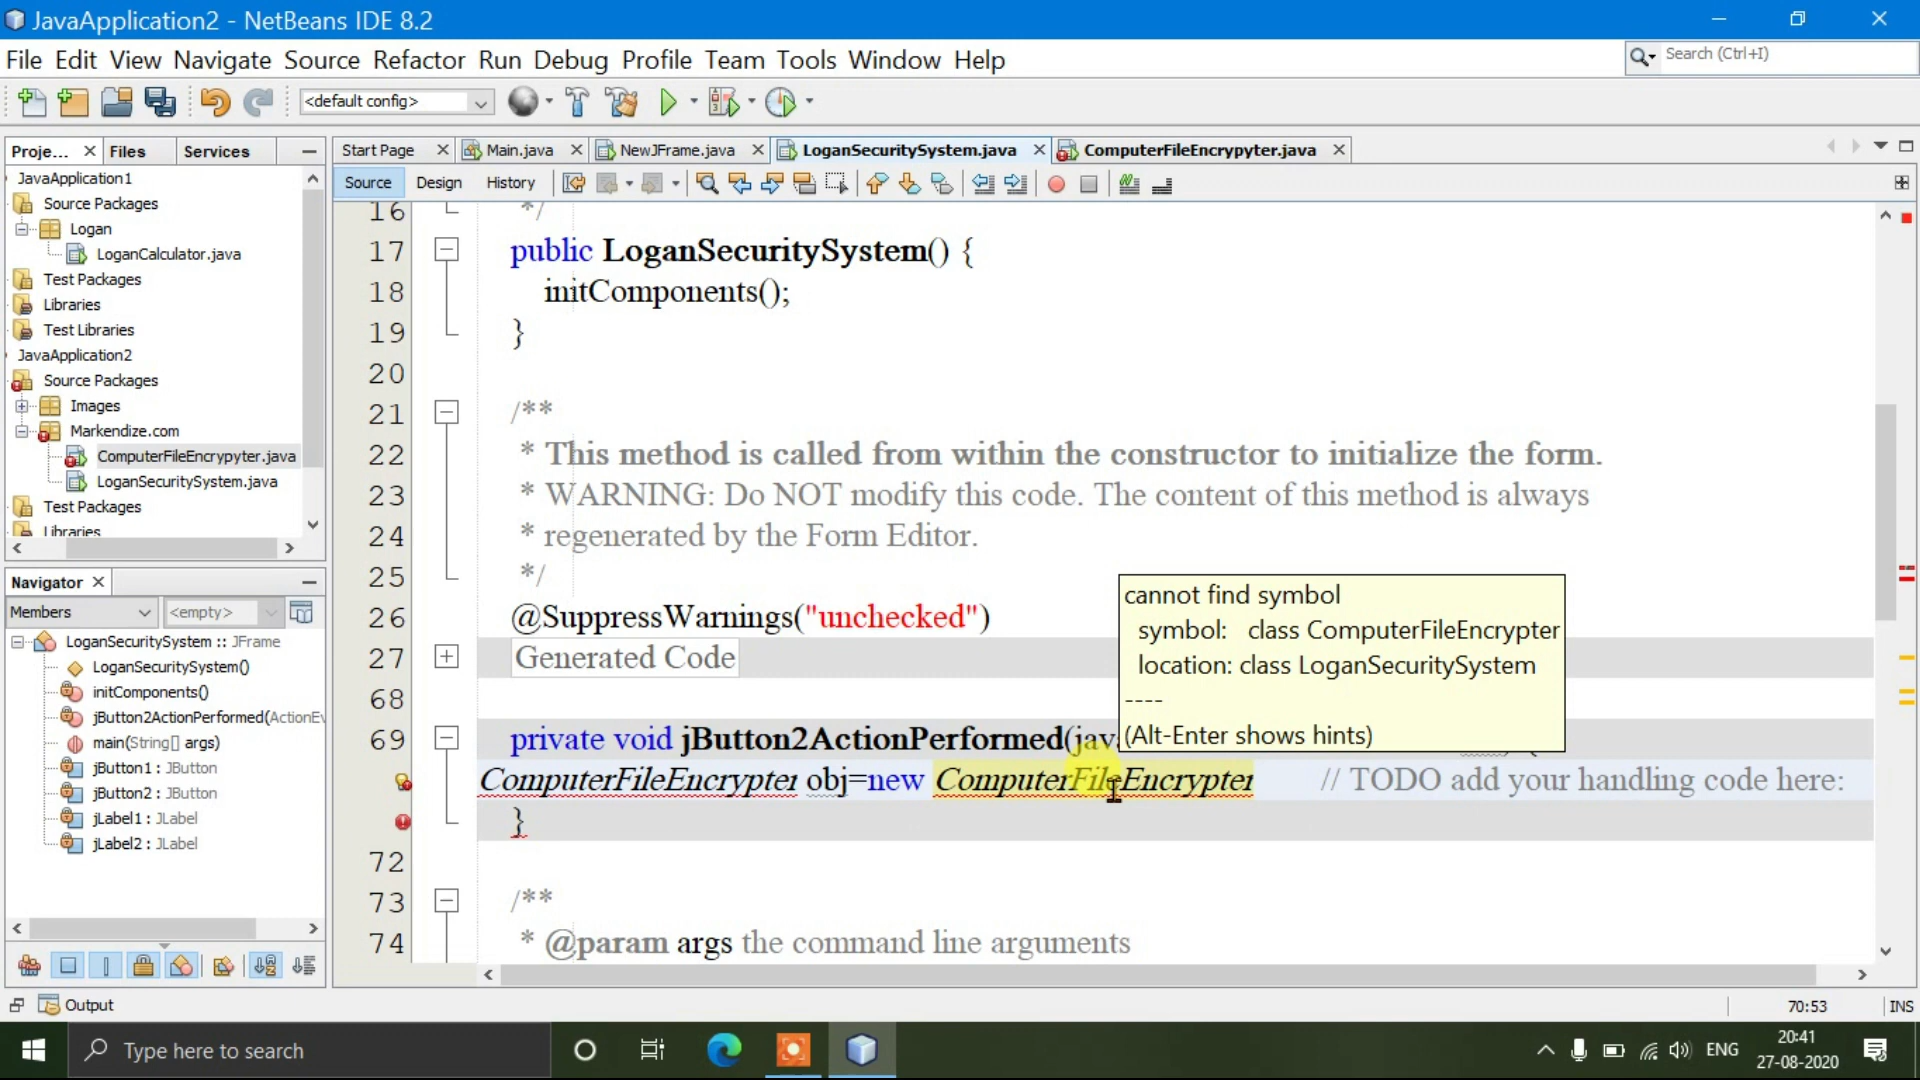 JavaApplication2 - NetBeans IDE 8.2
File Edit View Navigate Source Refactor Run Debug Profile Team Tools Window Help
Search (Ctrl+I)
<default config>
Proje... Files Services
Start Page Main.java NewJFrame.java LoganSecuritySystem.java ComputerFileEncrypyter.java
Source Design History
JavaApplication1
Source Packages
Logan
LoganCalculator.java
Test Packages
Libraries
Test Libraries
JavaApplication2
Source Packages
Images
Markendize.com
ComputerFileEncrypyter.java
LoganSecuritySystem.java
Test Packages
Libraries
Navigator
Members <empty>
LoganSecuritySystem :: JFrame
LoganSecuritySystem()
initComponents()
jButton2ActionPerformed(ActionEv
main(String[] args)
jButton1 : JButton
jButton2 : JButton
jLabel1 : JLabel
jLabel2 : JLabel
16 */
17 public LoganSecuritySystem() {
18 initComponents();
19 }
20
21 /**
22 * This method is called from within the constructor to initialize the form.
23 * WARNING: Do NOT modify this code. The content of this method is always
24 * regenerated by the Form Editor.
25 */
26 @SuppressWarnings("unchecked")
27 Generated Code
68
69 private void jButton2ActionPerformed(java
ComputerFileEncrypter obj=new ComputerFileEncrypter // TODO add your handling code here:
}
72
73 /**
74 * @param args the command line arguments
cannot find symbol
symbol: class ComputerFileEncrypter
location: class LoganSecuritySystem
----
(Alt-Enter shows hints)
Output
70:53 INS
Type here to search
ENG
20:41
27-08-2020